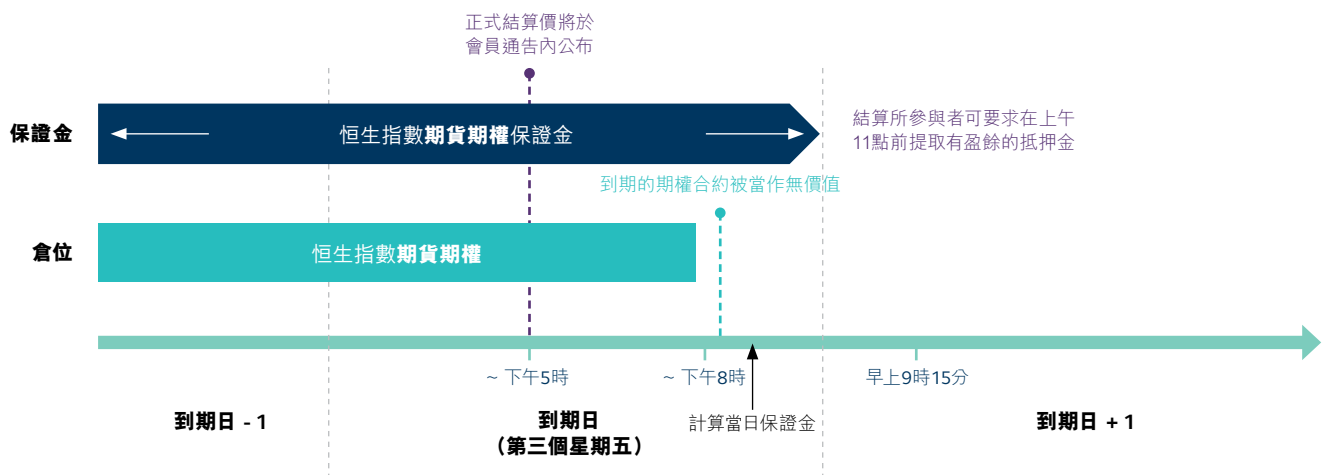 正式結算價將於
會員通告內公布
保證金
恒生指數期貨期權保證金
結算所參與者可要求在上午
11點前提取有盈餘的抵押金
到期的期權合約被當作無價值
倉位
恒生指數期貨期權
~ 下午5時
~ 下午8時
早上9時15分
到期日 - 1
到期日
（第三個星期五）
計算當日保證金
到期日 + 1